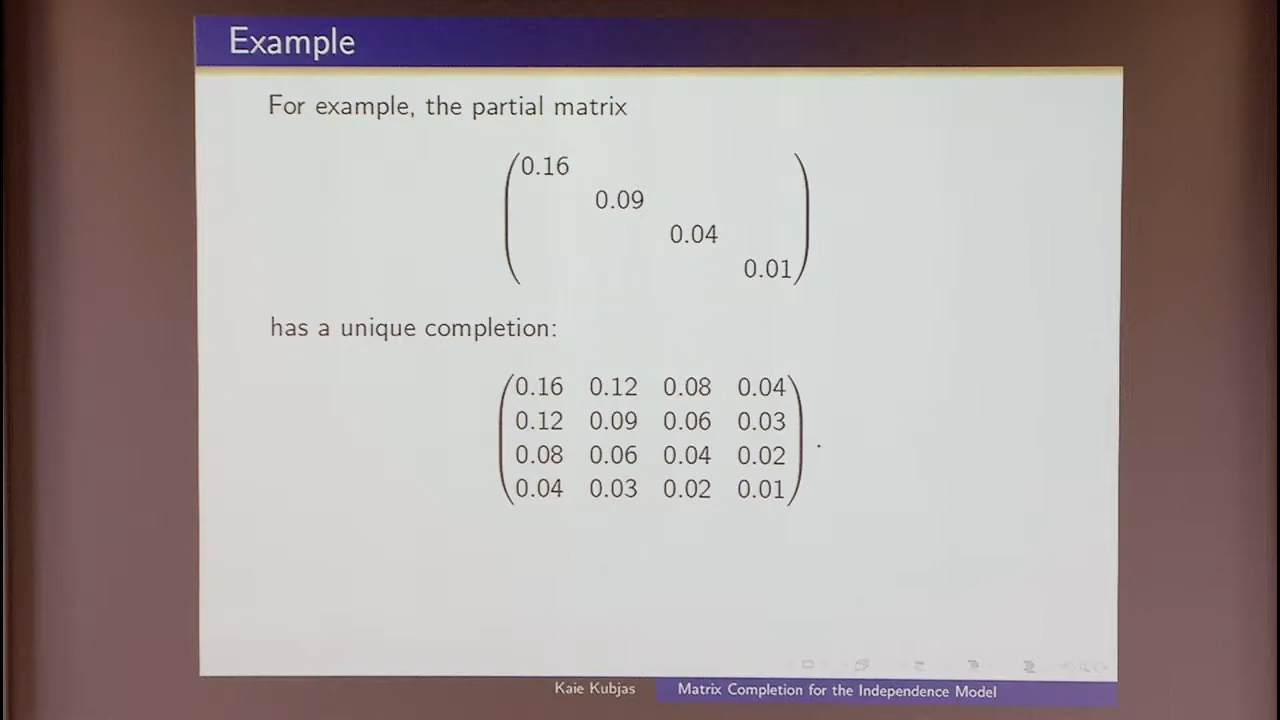 Example
For example, the partial matrix
0.16
0.09
0.04
0.01
has a unique completion:
0.16 0.12 0.08 0.04
0.12 0.09 0.06 0.03
0.08 0.06 0.04 0.02
0.04 0.03 0.02 0.01 .
Kaie Kubjas Matrix Completion for the Independence Model